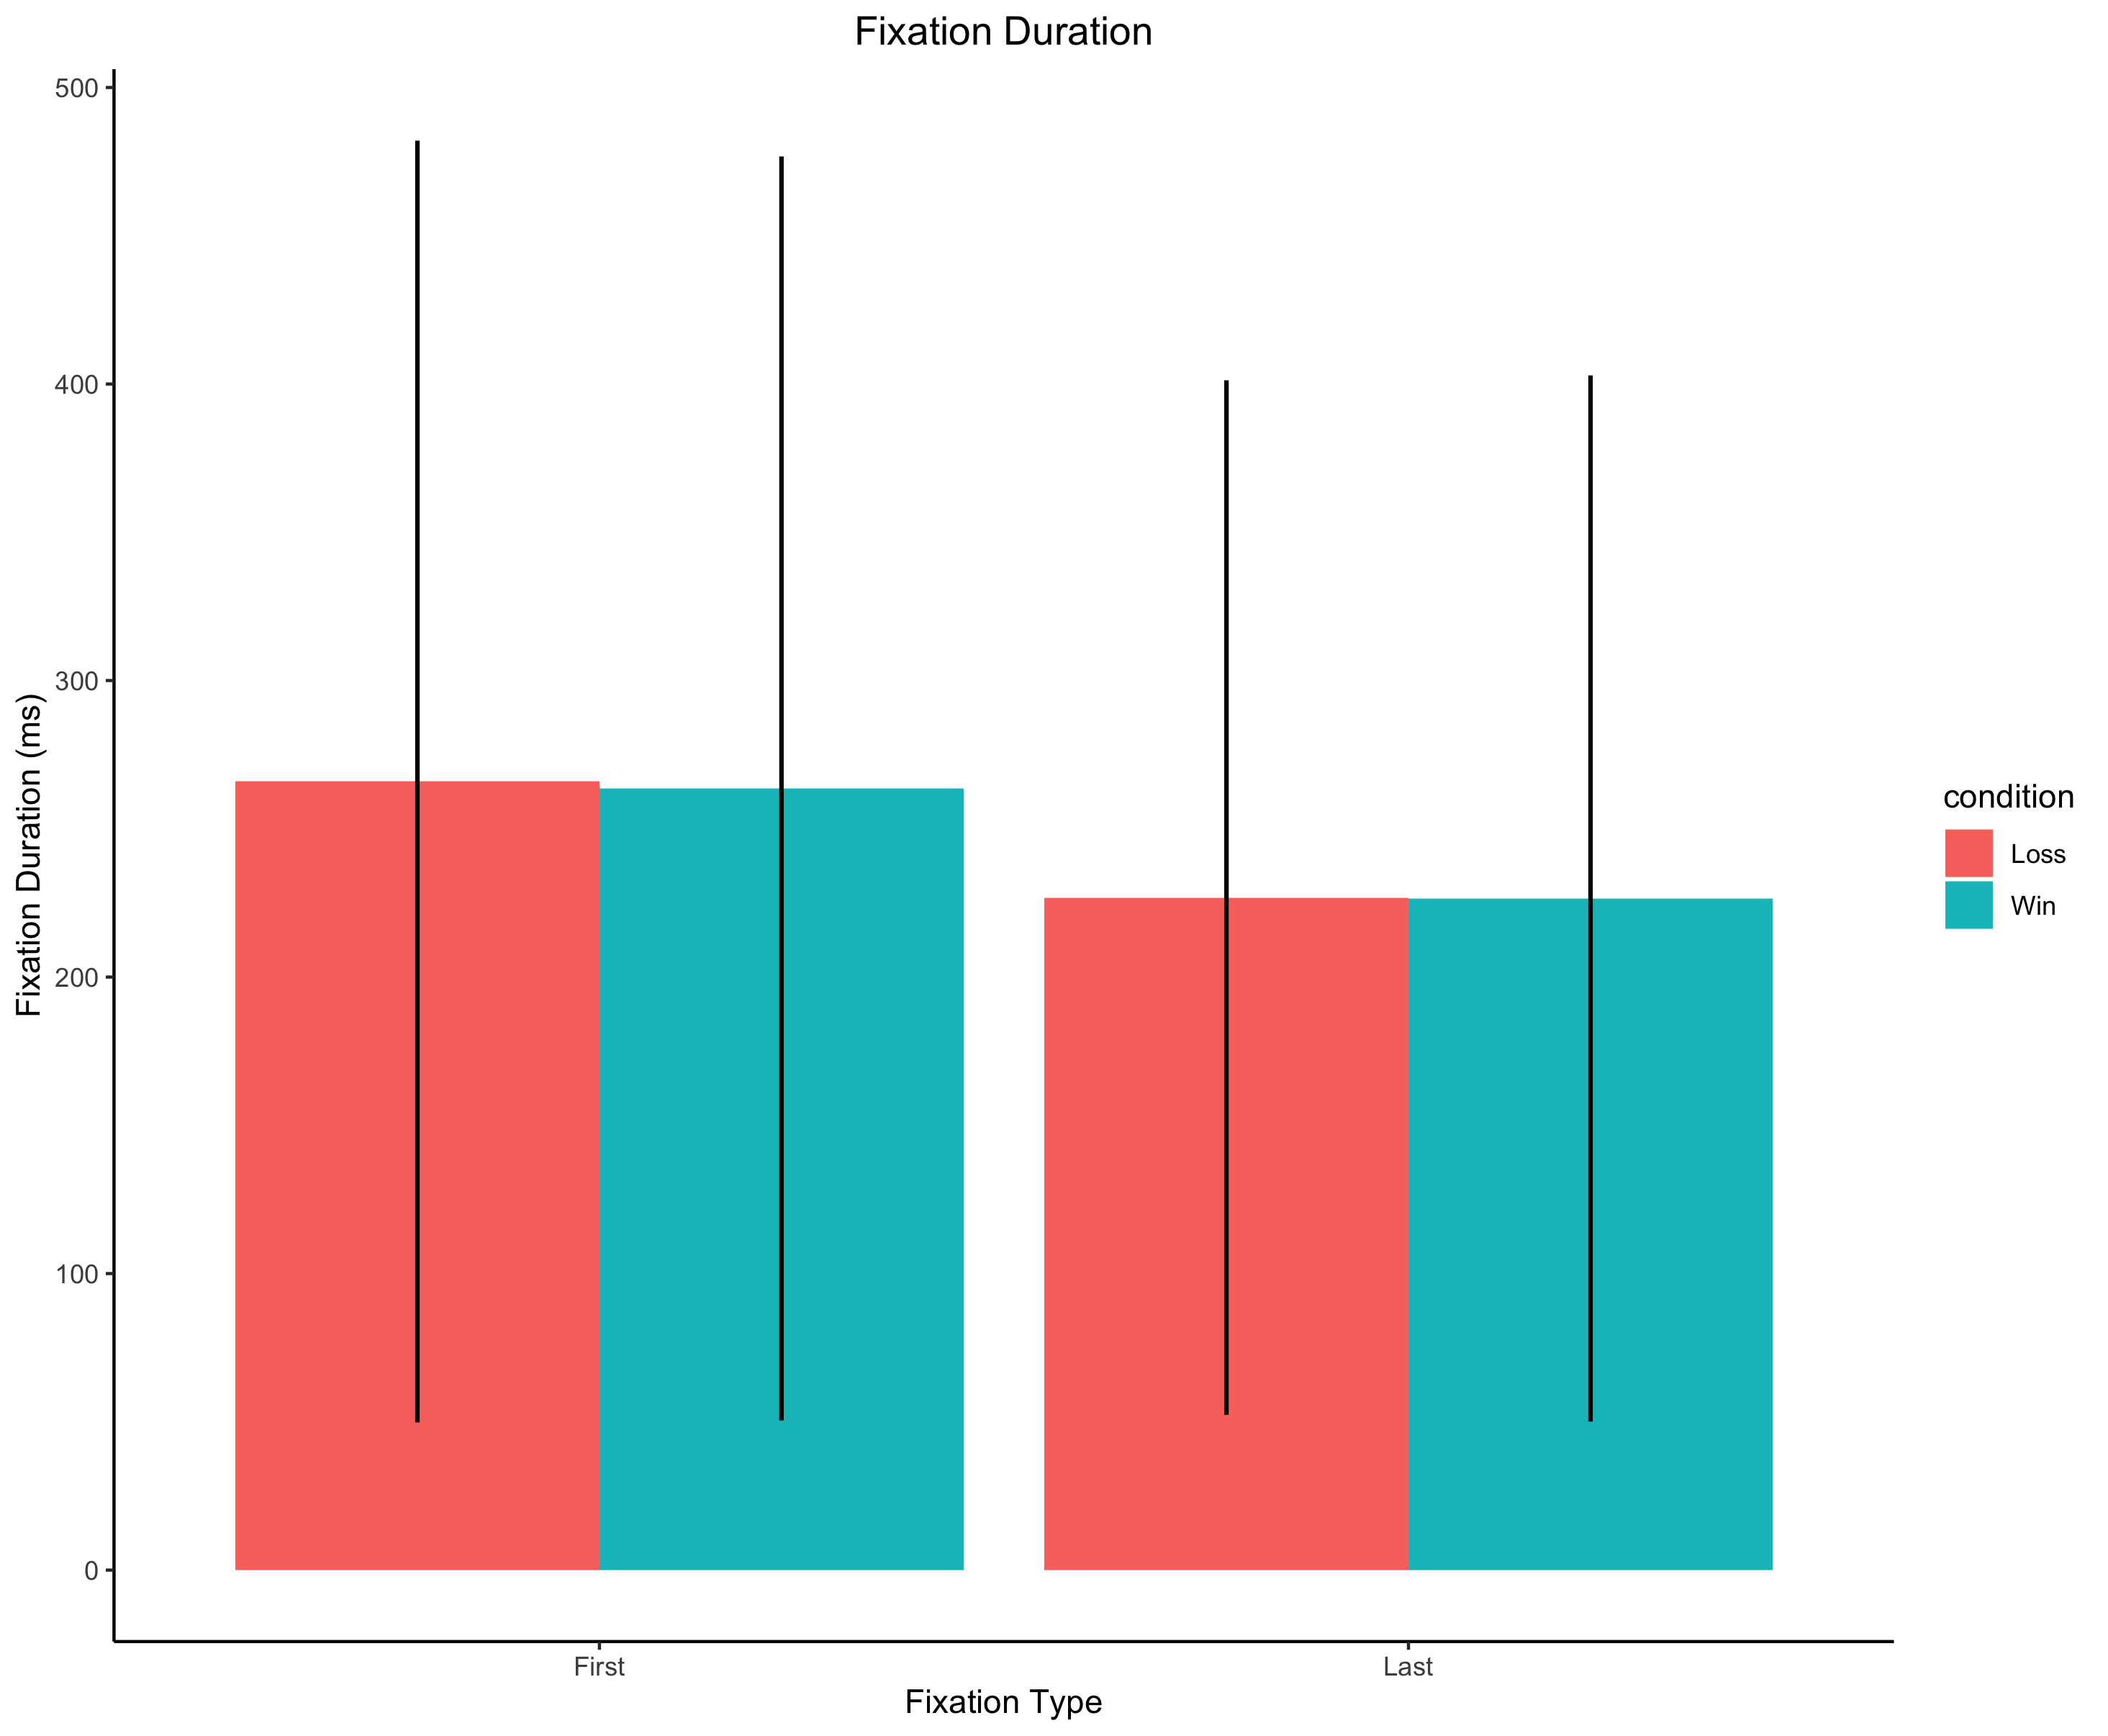 Fixation Duration
500
400
300
200
100
0
Fixation Duration (ms)
First
Last
Fixation Type
condition
Loss
Win